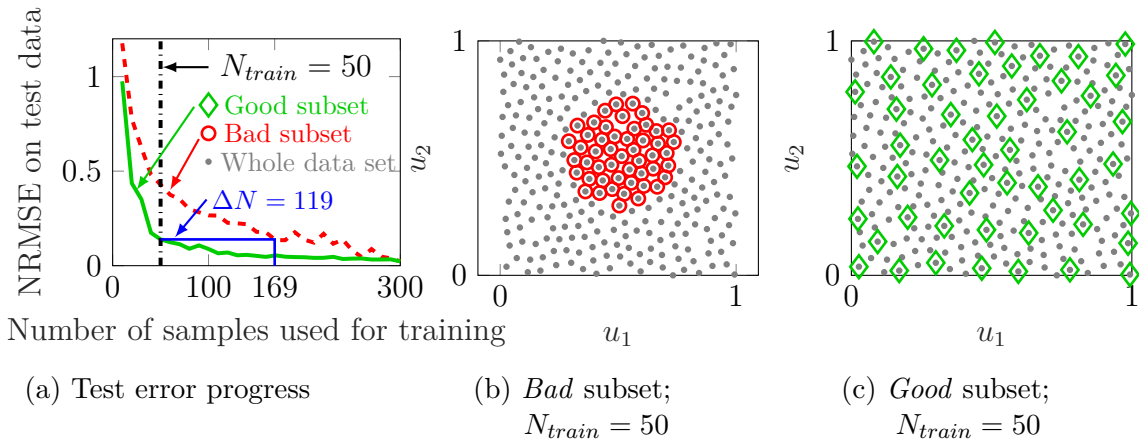 NRMSE on test data
1
0.5
0
0
100
169
300
N_train = 50
Good subset
Bad subset
Whole data set
ΔN = 119
Number of samples used for training
(a) Test error progress
1
0
0
1
u_2
u_1
(b) Bad subset;
N_train = 50
1
0
0
1
u_2
u_1
(c) Good subset;
N_train = 50